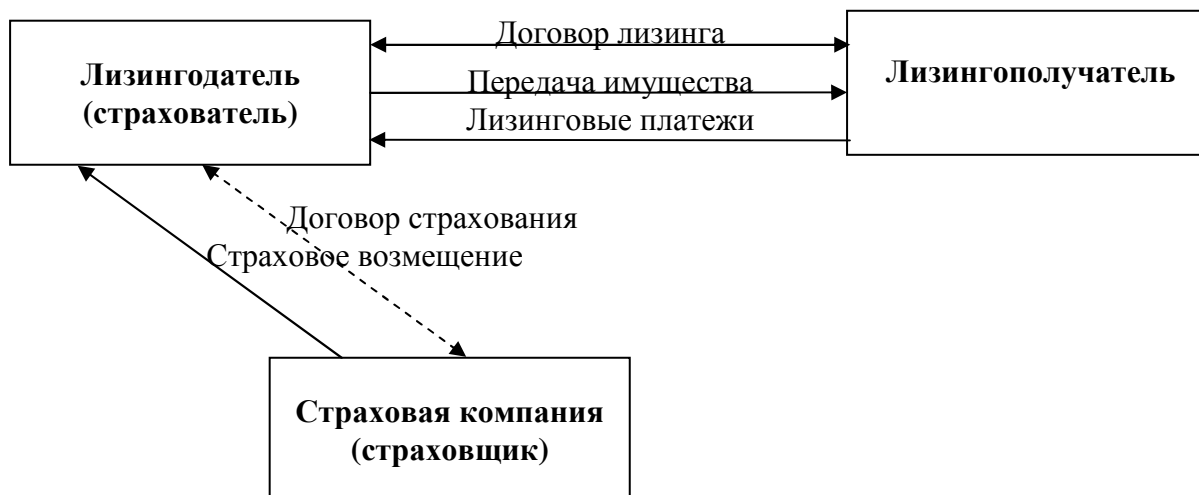 Договор лизинга
Лизингодатель
(страхователь)
Лизингополучатель
Передача имущества
Лизинговые платежи
Договор страхования
Страховое возмещение
Страховая компания
(страховщик)